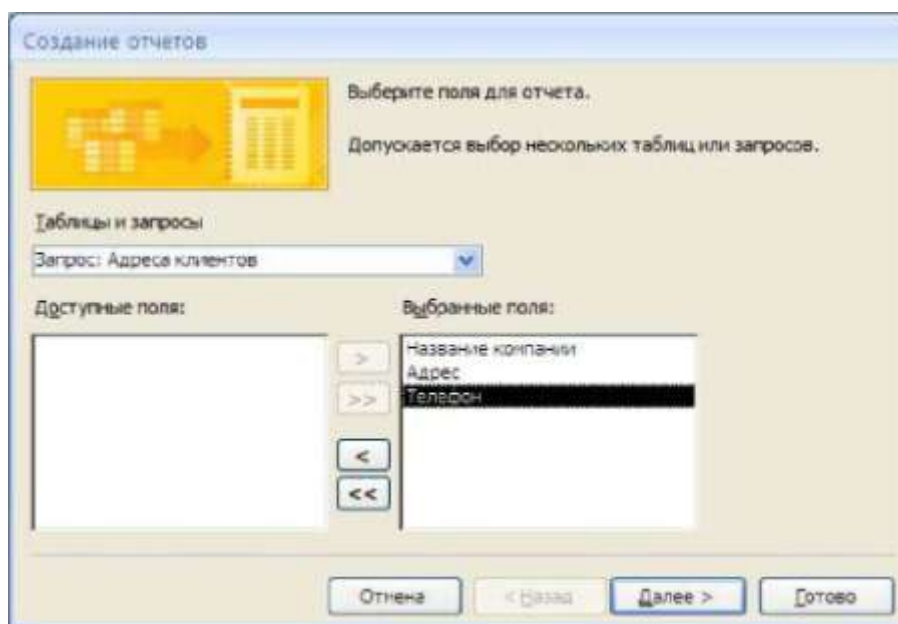 Создание отчетов
Выберите поля для отчета.
Допускается выбор нескольких таблиц или запросов.
Таблицы и запросы
Запрос: Адреса клиентов
Доступные поля:
Выбранные поля:
Название компании
Адрес
Телефон
>
>>
<
<<
Отмена
< Назад
Далее >
Готово